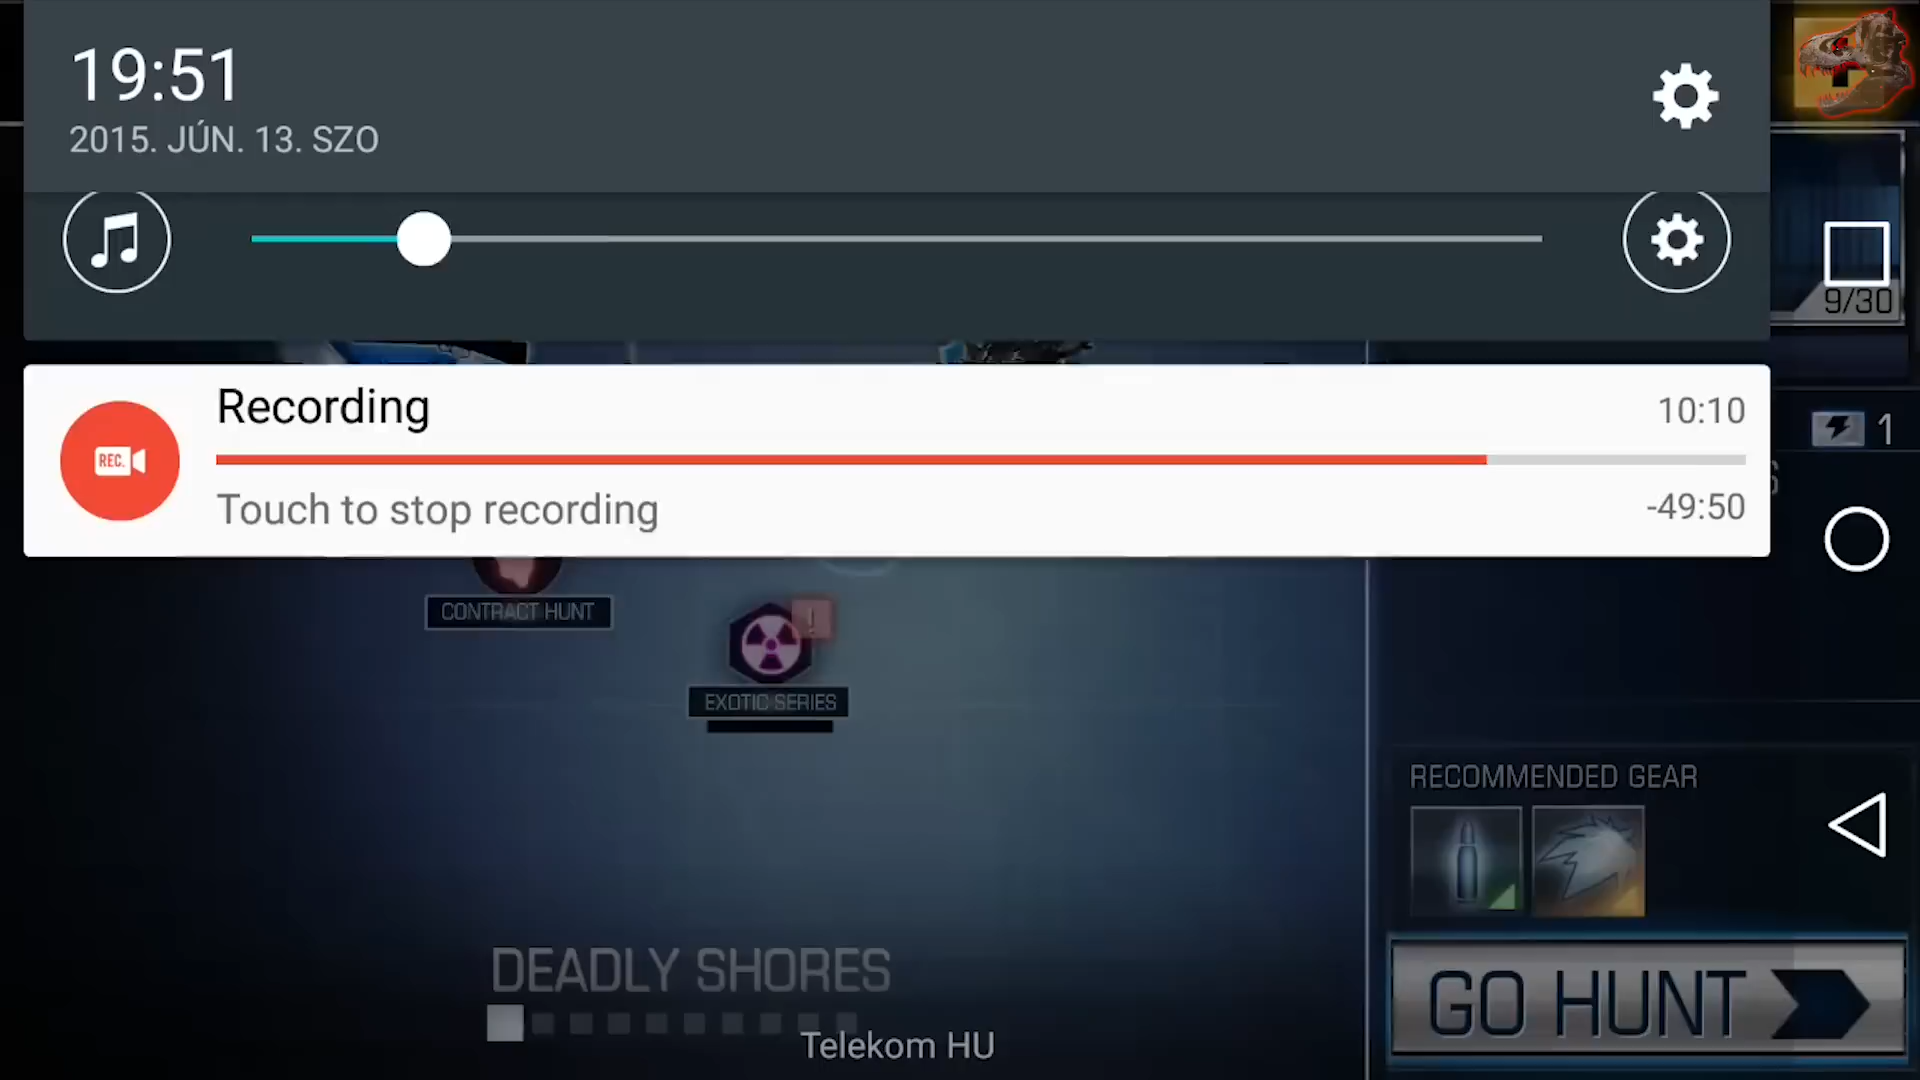 19:51
2015. JÚN. 13. SZO
9/30
Recording
10:10
REC.
1
Touch to stop recording
-49:50
CONTRACT HUNT
!
EXOTIC SERIES
RECOMMENDED GEAR
DEADLY SHORES
GO HUNT
Telekom HU